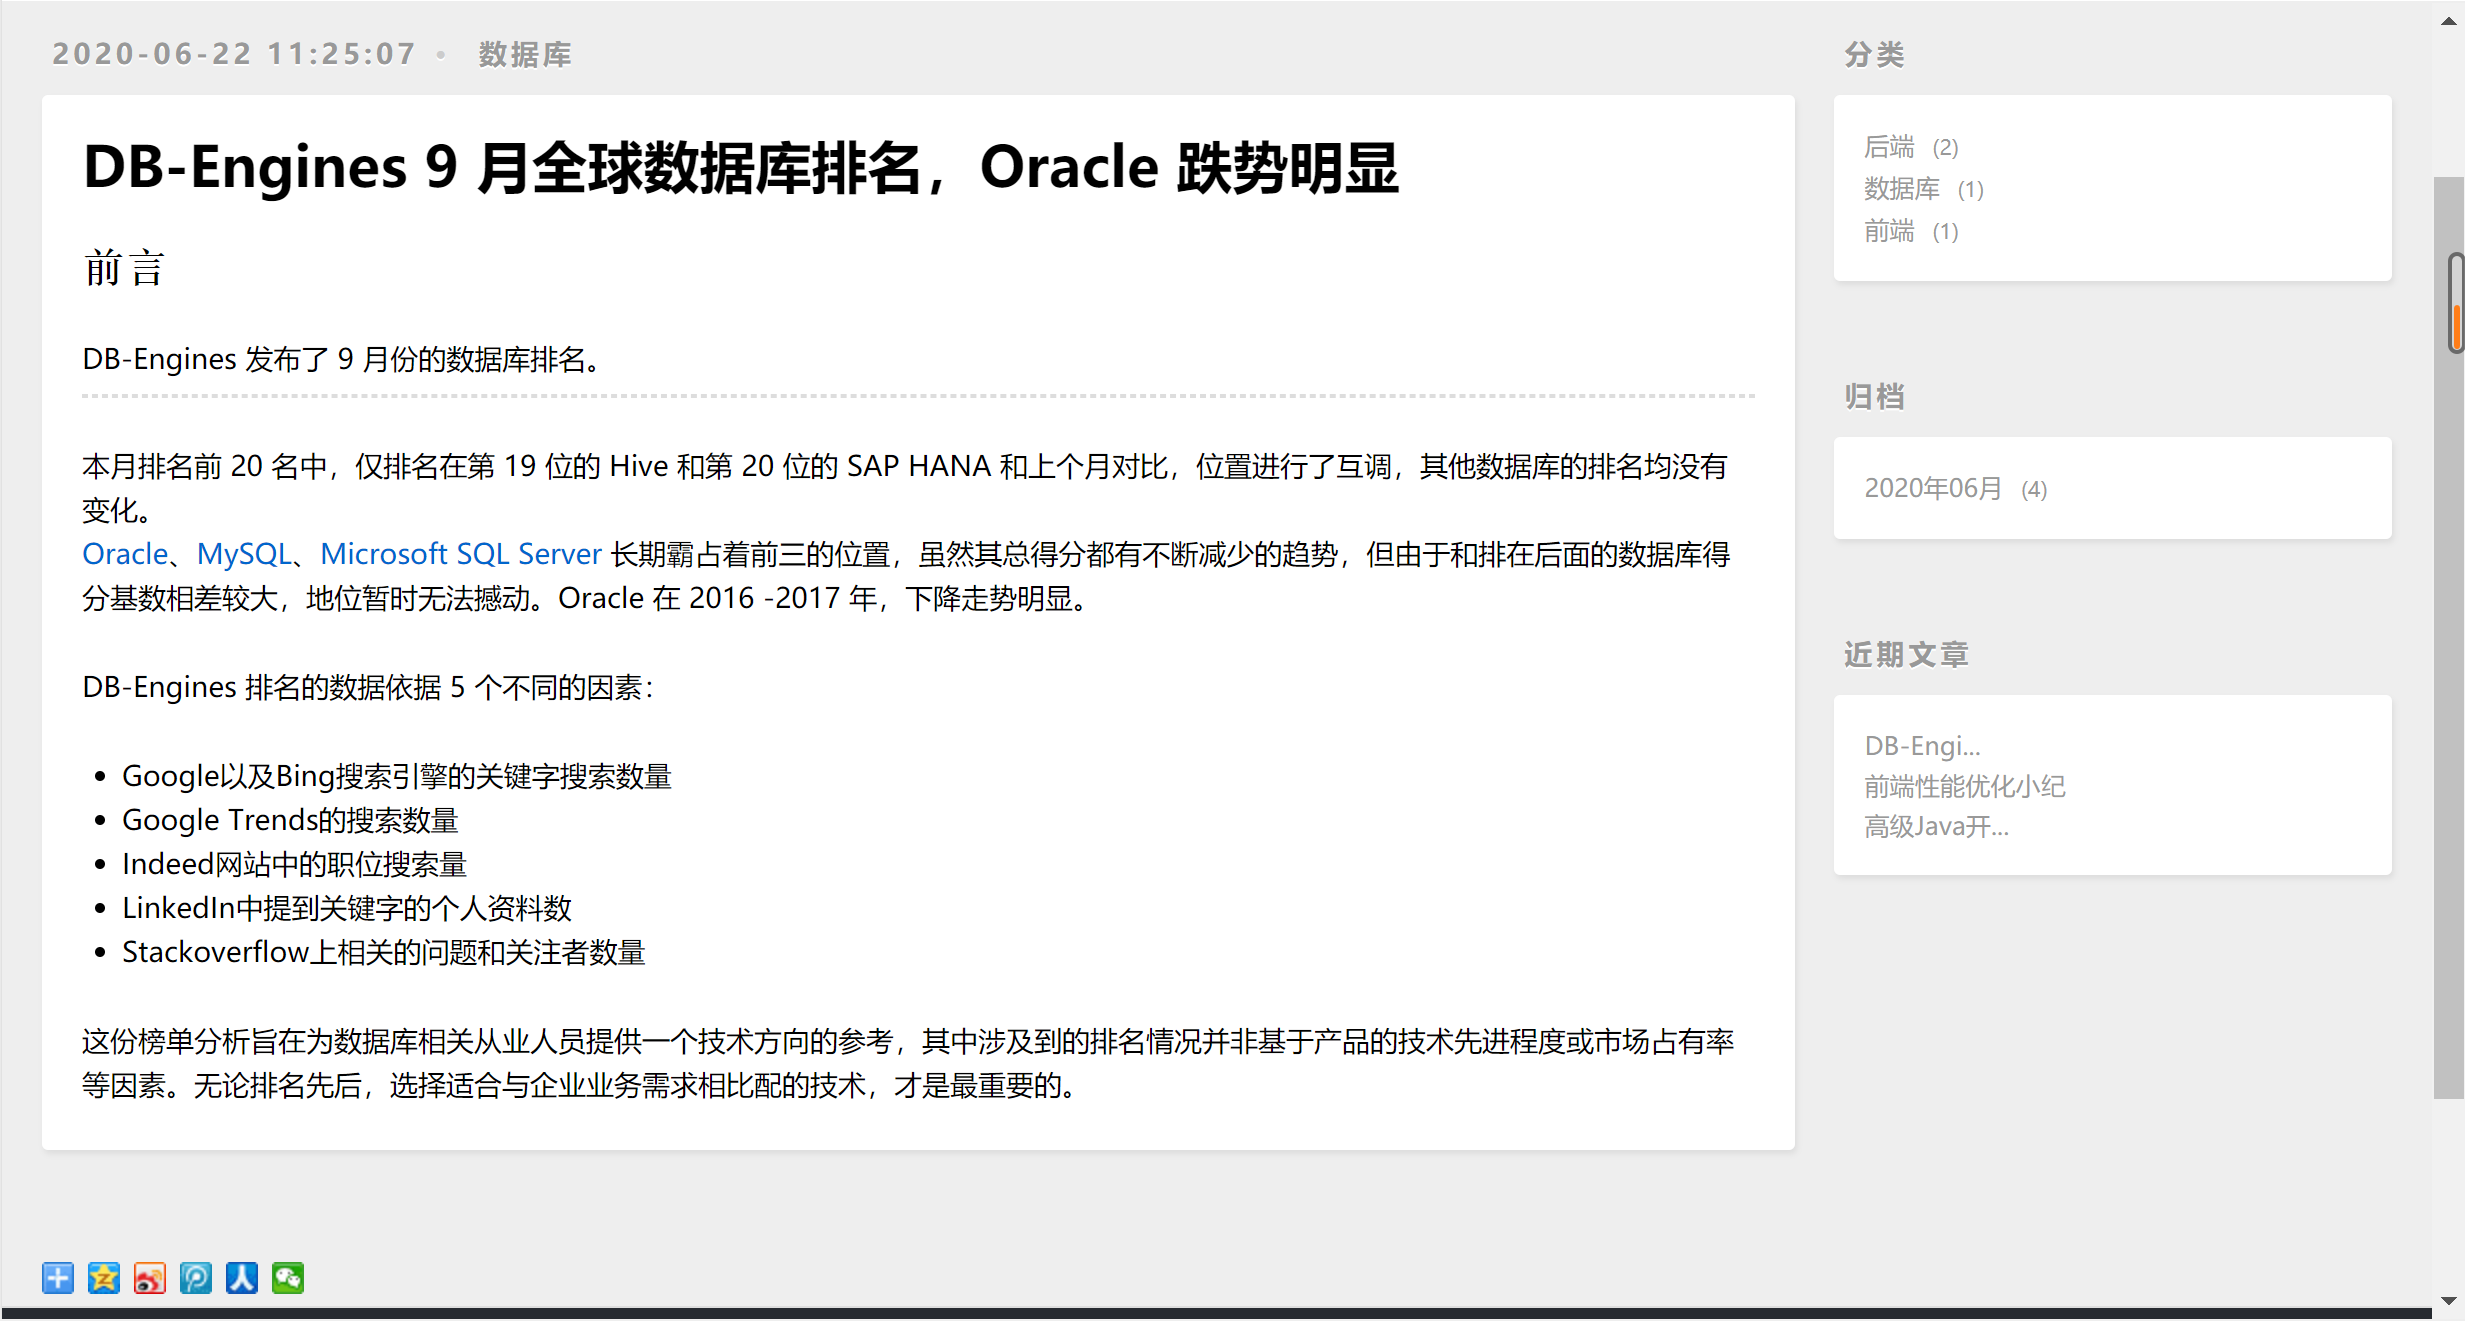 2020-06-22 11:25:07 • 数据库
DB-Engines 9 月全球数据库排名，Oracle 跌势明显
前言
DB-Engines 发布了 9 月份的数据库排名。
本月排名前 20 名中，仅排名在第 19 位的 Hive 和第 20 位的 SAP HANA 和上个月对比，位置进行了互调，其他数据库的排名均没有
变化。
Oracle、MySQL、Microsoft SQL Server 长期霸占着前三的位置，虽然其总得分都有不断减少的趋势，但由于和排在后面的数据库得
分基数相差较大，地位暂时无法撼动。Oracle 在 2016 -2017 年，下降走势明显。
DB-Engines 排名的数据依据 5 个不同的因素：
• Google以及Bing搜索引擎的关键字搜索数量
• Google Trends的搜索数量
• Indeed网站中的职位搜索量
• LinkedIn中提到关键字的个人资料数
• Stackoverflow上相关的问题和关注者数量
这份榜单分析旨在为数据库相关从业人员提供一个技术方向的参考，其中涉及到的排名情况并非基于产品的技术先进程度或市场占有率
等因素。无论排名先后，选择适合与企业业务需求相比配的技术，才是最重要的。
分类
后端 (2)
数据库 (1)
前端 (1)
归档
2020年06月 (4)
近期文章
DB-Engi...
前端性能优化小纪
高级Java开...